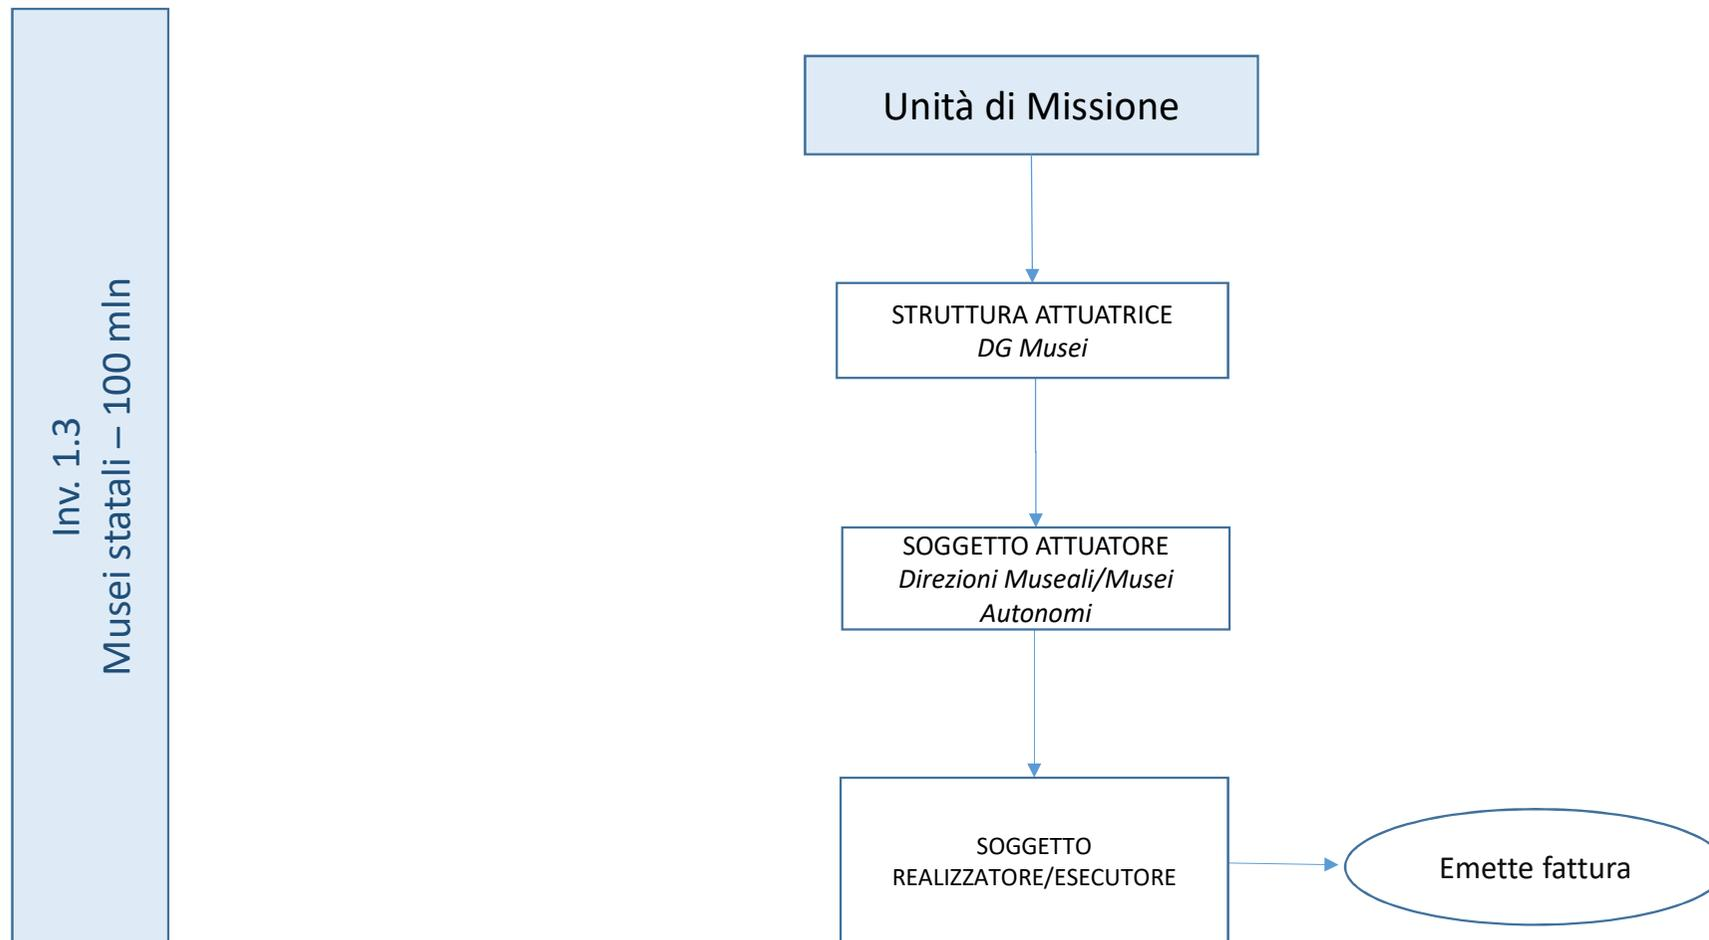 Inv. 1.3
Musei statali – 100 mln
Unità di Missione
STRUTTURA ATTUATRICE
DG Musei
SOGGETTO ATTUATORE
Direzioni Museali/Musei
Autonomi
SOGGETTO
REALIZZATORE/ESECUTORE
Emette fattura